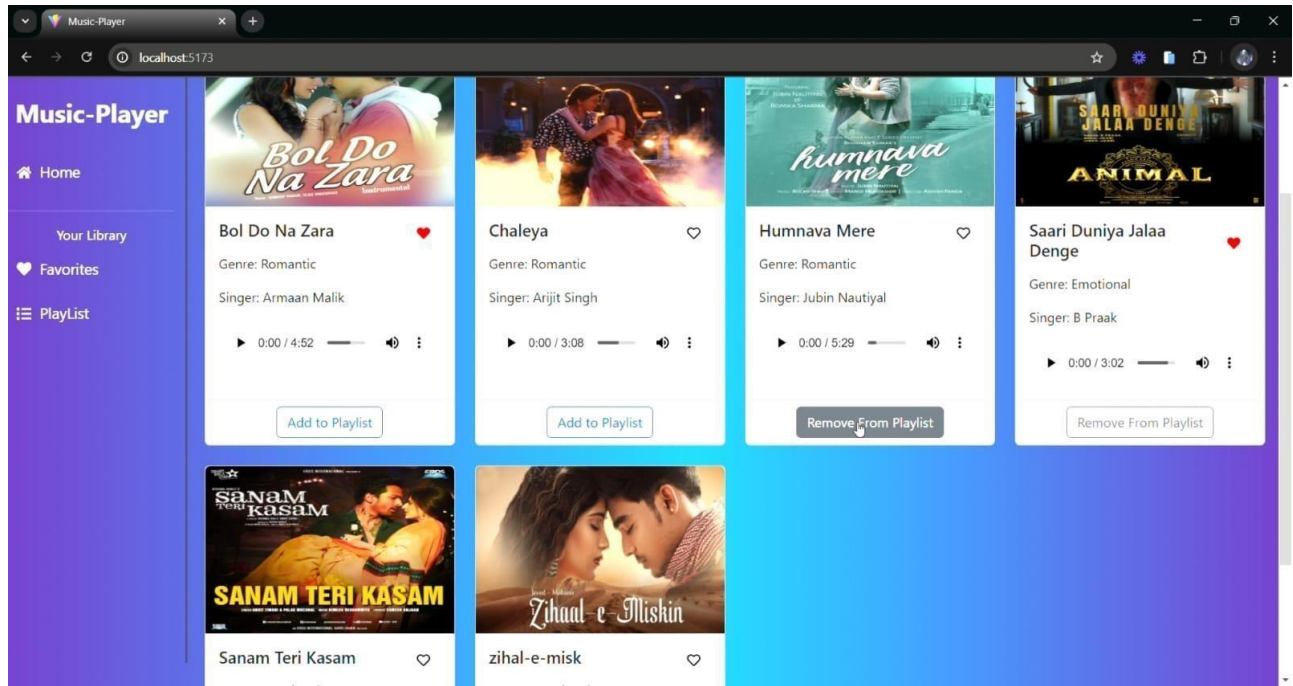 Music-Player
localhost:5173
Music-Player
Home
Your Library
Favorites
PlayList
Bol Do
Na Zara
Instrumental
Bol Do Na Zara
Genre: Romantic
Singer: Armaan Malik
0:00 / 4:52
Add to Playlist
Chaleya
Genre: Romantic
Singer: Arijit Singh
0:00 / 3:08
Add to Playlist
humnava
mere
Humnava Mere
Genre: Romantic
Singer: Jubin Nautiyal
0:00 / 5:29
Remove From Playlist
SAARI DUNIYA
JALAA DENGE
ANIMAL
Saari Duniya Jalaa
Denge
Genre: Emotional
Singer: B Praak
0:00 / 3:02
Remove From Playlist
SANAM
TERI KASAM
EROS
SANAM TERI KASAM
Sanam Teri Kasam
Zihaal-e-Miskin
zihal-e-misk